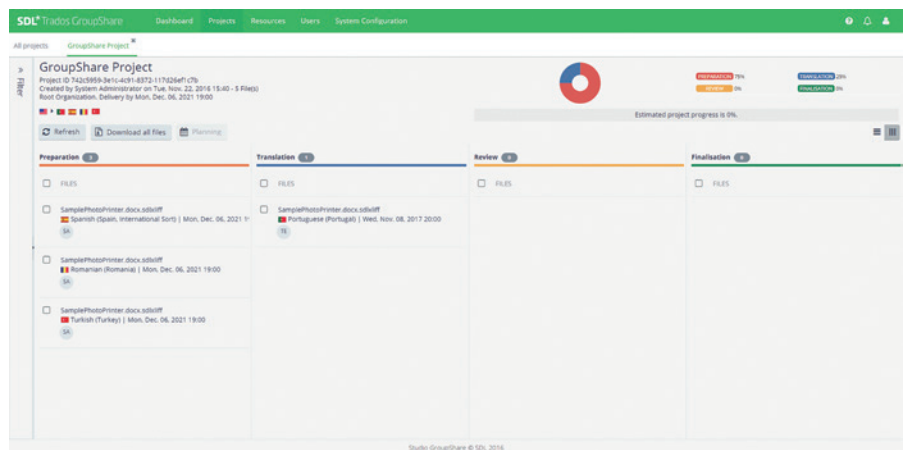 SDL* Trados GroupShare Dashboard Projects Resources Users System Configuration
All projects GroupShare Project
Filter
GroupShare Project
Project ID 742c5959-3e1c-4c91-8372-117d26ef1c7b
Created by System Administrator on Tue, Nov. 22, 2016 15:40 - 5 File(s)
Root Organization, Delivery by Mon, Dec. 06, 2021 19:00
PREPARATION 75% TRANSLATION 25%
REVIEW 0% FINALISATION 0%
Estimated project progress is 0%.
Refresh Download all files Planning
Preparation 3 Translation 1 Review 0 Finalisation 0
FILES FILES FILES FILES
SamplePhotoPrinter.docx.sdlxliff SamplePhotoPrinter.docx.sdlxliff
Spanish (Spain, International Sort) | Mon, Dec. 06, 2021 Portuguese (Portugal) | Wed, Nov. 08, 2017 20:00
SA TE
SamplePhotoPrinter.docx.sdlxliff
Romanian (Romania) | Mon, Dec. 06, 2021 19:00
SA
SamplePhotoPrinter.docx.sdlxliff
Turkish (Turkey) | Mon, Dec. 06, 2021 19:00
SA
Studio GroupShare © SDL 2016